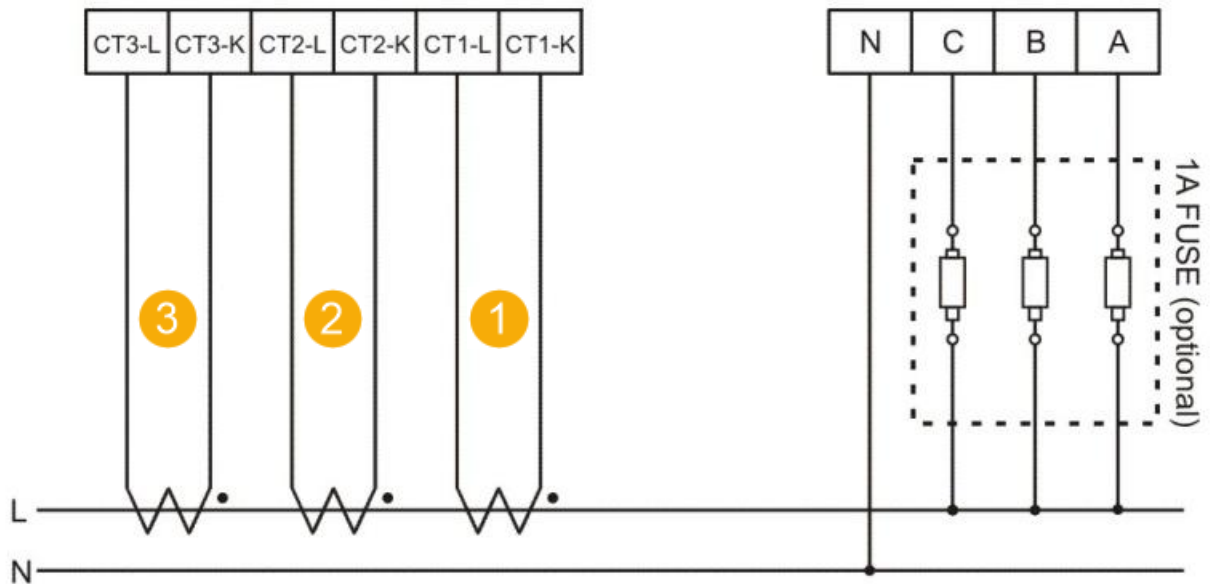 CT3-L CT3-K CT2-L CT2-K CT1-L CT1-K
N C B A
1A FUSE (optional)
3 2 1
L
N